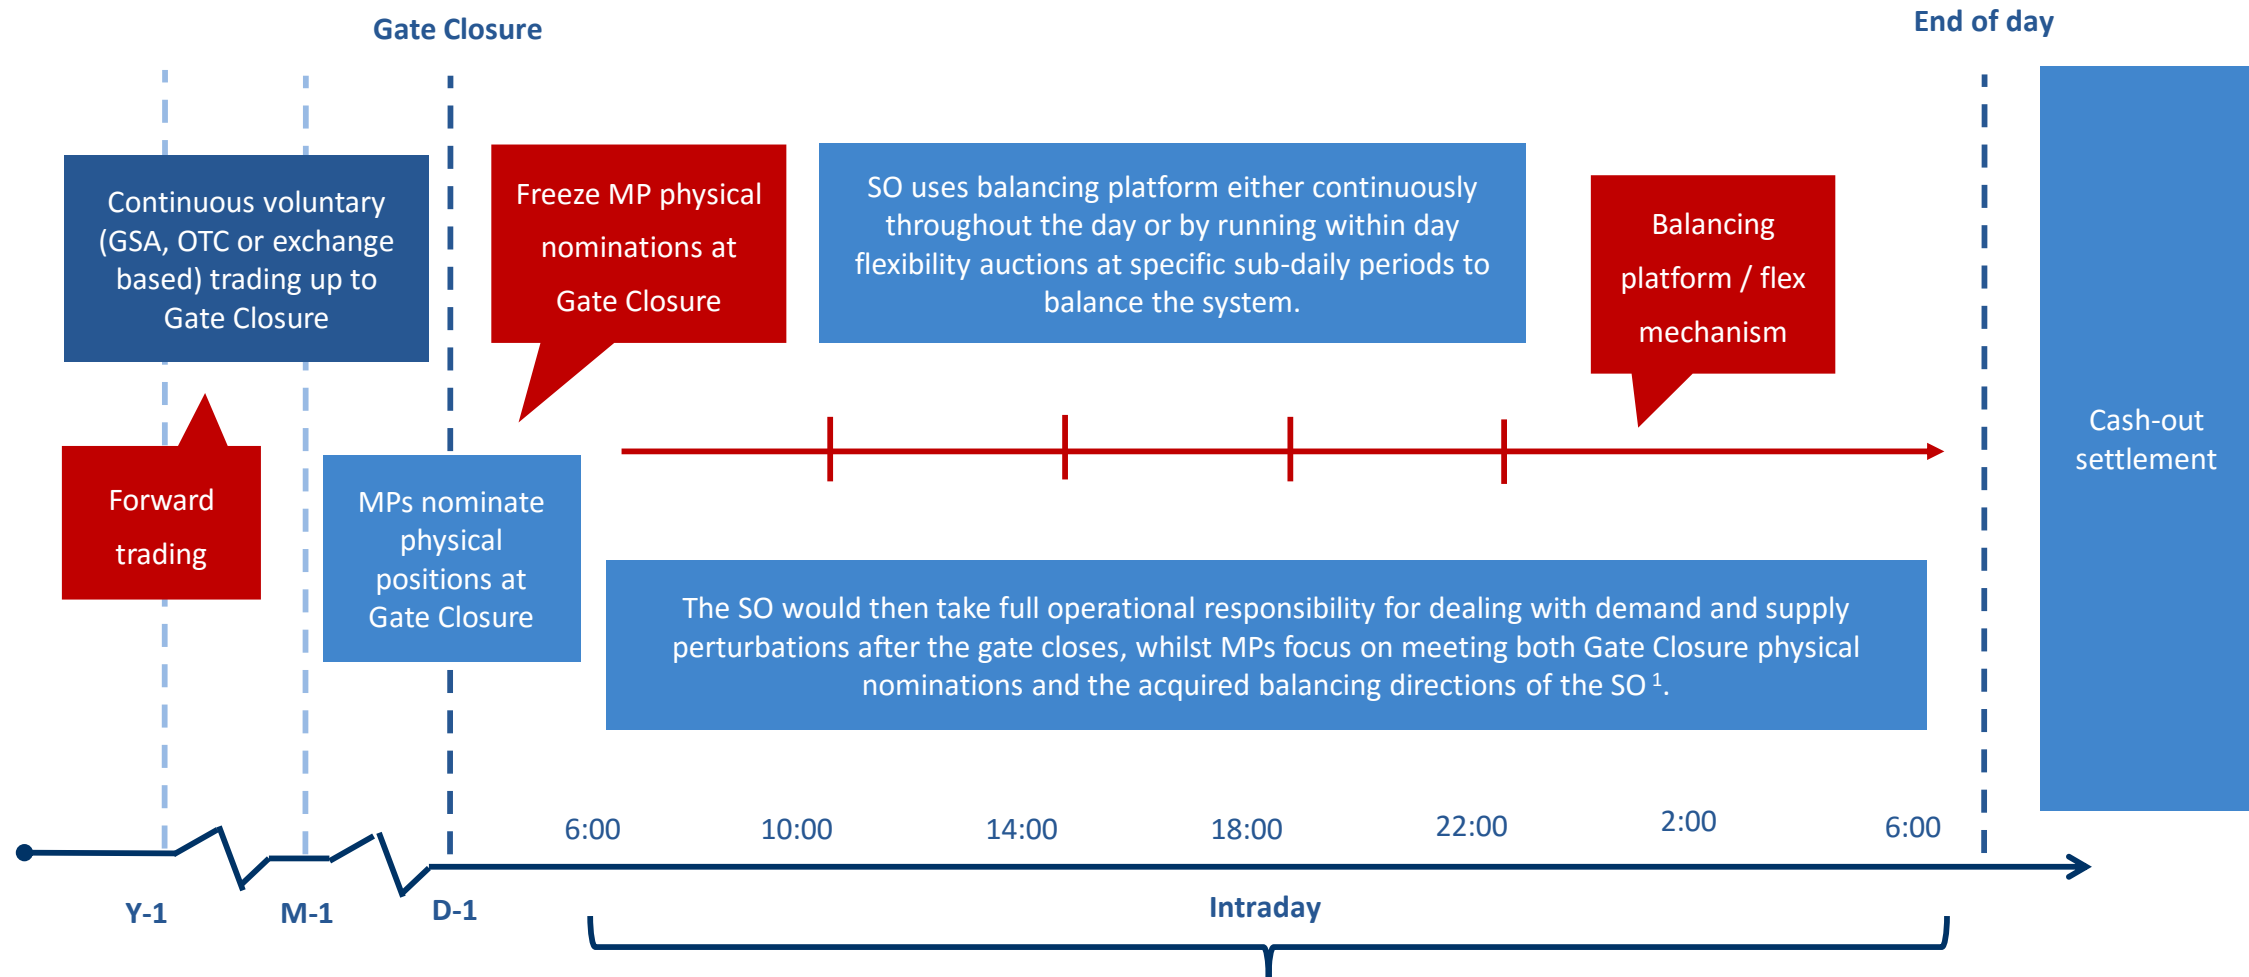 Gate Closure
End of day
Continuous voluntary
(GSA, OTC or exchange
based) trading up to
Gate Closure
Freeze MP physical
nominations at
Gate Closure
SO uses balancing platform either continuously
throughout the day or by running within day
flexibility auctions at specific sub-daily periods to
balance the system.
Balancing
platform / flex
mechanism
Cash-out
settlement
Forward
trading
MPs nominate
physical
positions at
Gate Closure
The SO would then take full operational responsibility for dealing with demand and supply
perturbations after the gate closes, whilst MPs focus on meeting both Gate Closure physical
nominations and the acquired balancing directions of the SO ¹.
6:00
10:00
14:00
18:00
22:00
2:00
6:00
Y-1
M-1
D-1
Intraday